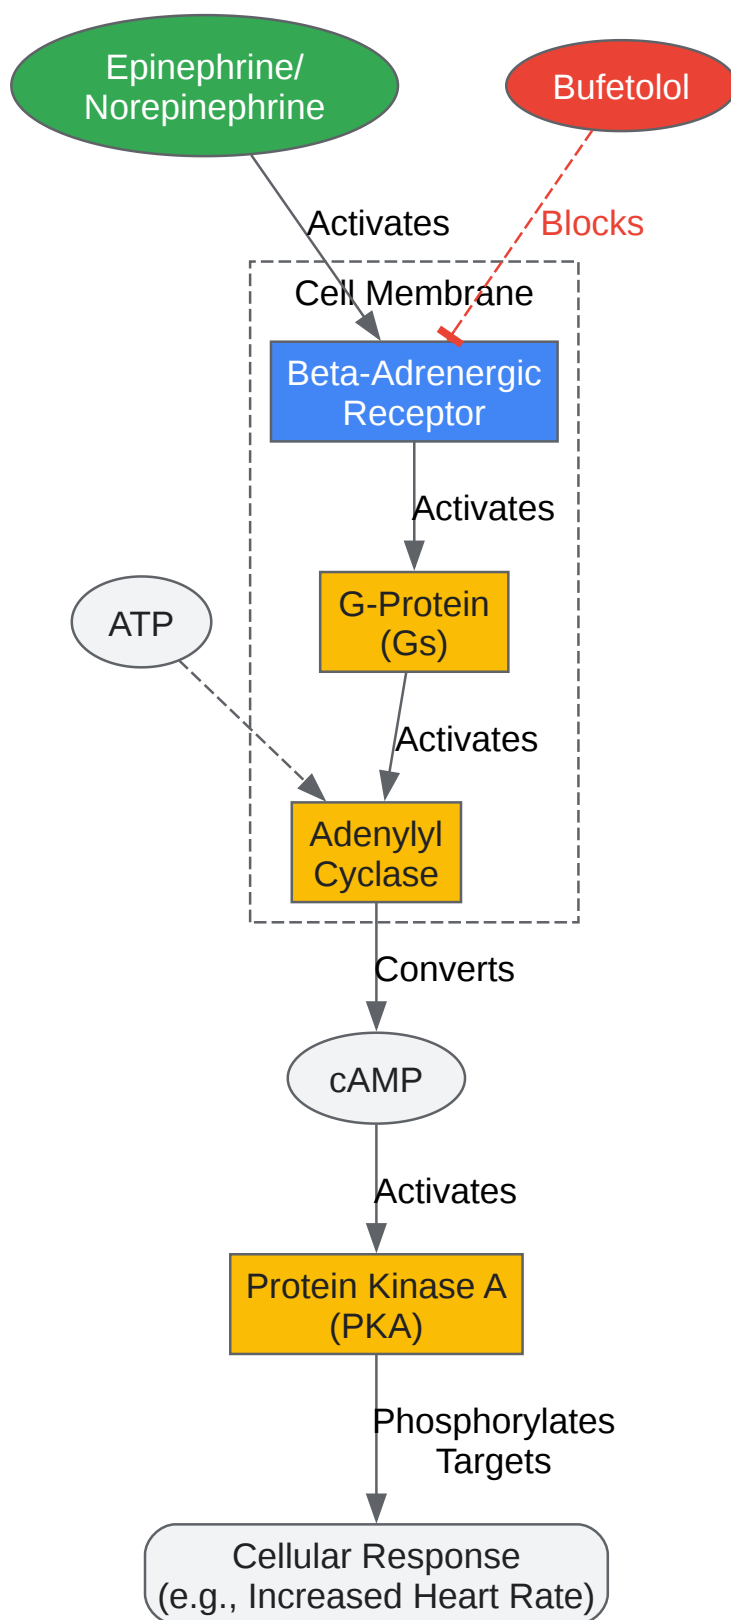 Epinephrine/
Norepinephrine
Bufetolol
Activates
Blocks
Cell Membrane
Beta-Adrenergic
Receptor
Activates
G-Protein
(Gs)
ATP
Activates
Adenylyl
Cyclase
Converts
cAMP
Activates
Protein Kinase A
(PKA)
Phosphorylates
Targets
Cellular Response
(e.g., Increased Heart Rate)